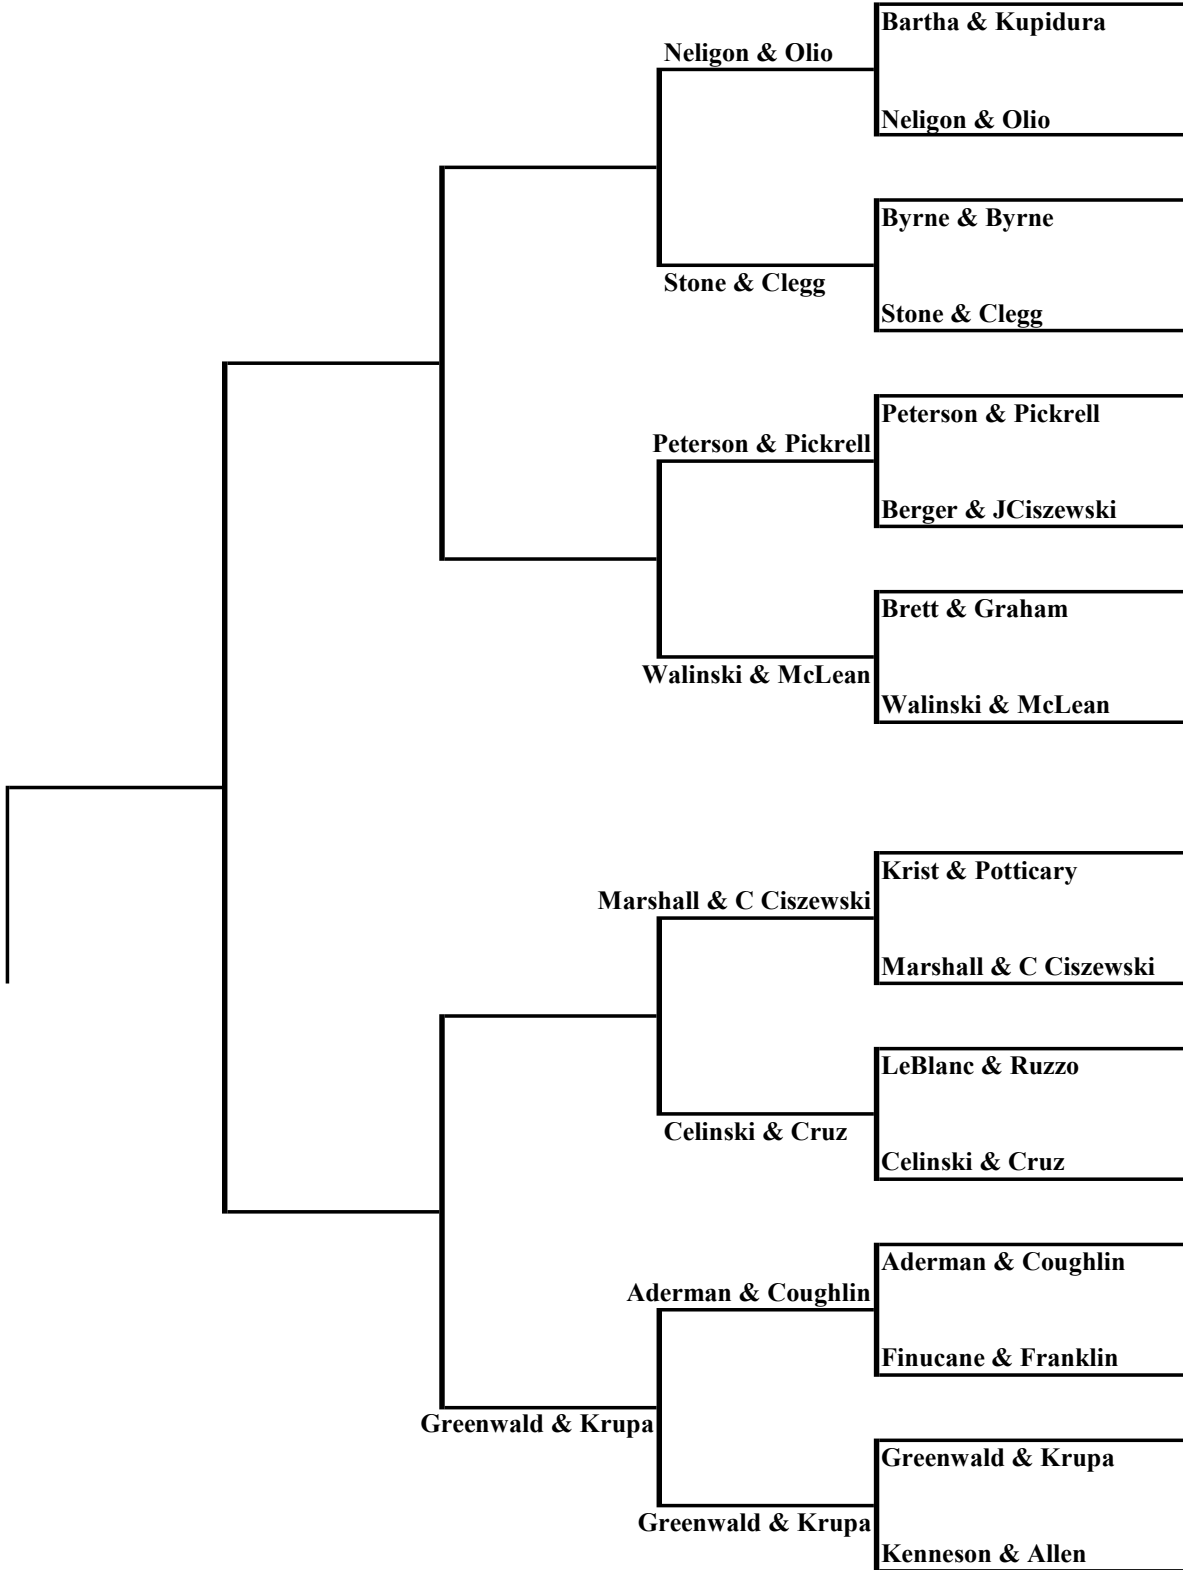 Bartha & Kupidura
Neligon & Olio
Neligon & Olio
Byrne & Byrne
Stone & Clegg
Stone & Clegg
Peterson & Pickrell
Peterson & Pickrell
Berger & JCiszewski
Brett & Graham
Walinski & McLean
Walinski & McLean
Krist & Potticary
Marshall & C Ciszewski
Marshall & C Ciszewski
LeBlanc & Ruzzo
Celinski & Cruz
Celinski & Cruz
Aderman & Coughlin
Aderman & Coughlin
Finucane & Franklin
Greenwald & Krupa
Greenwald & Krupa
Greenwald & Krupa
Kenneson & Allen